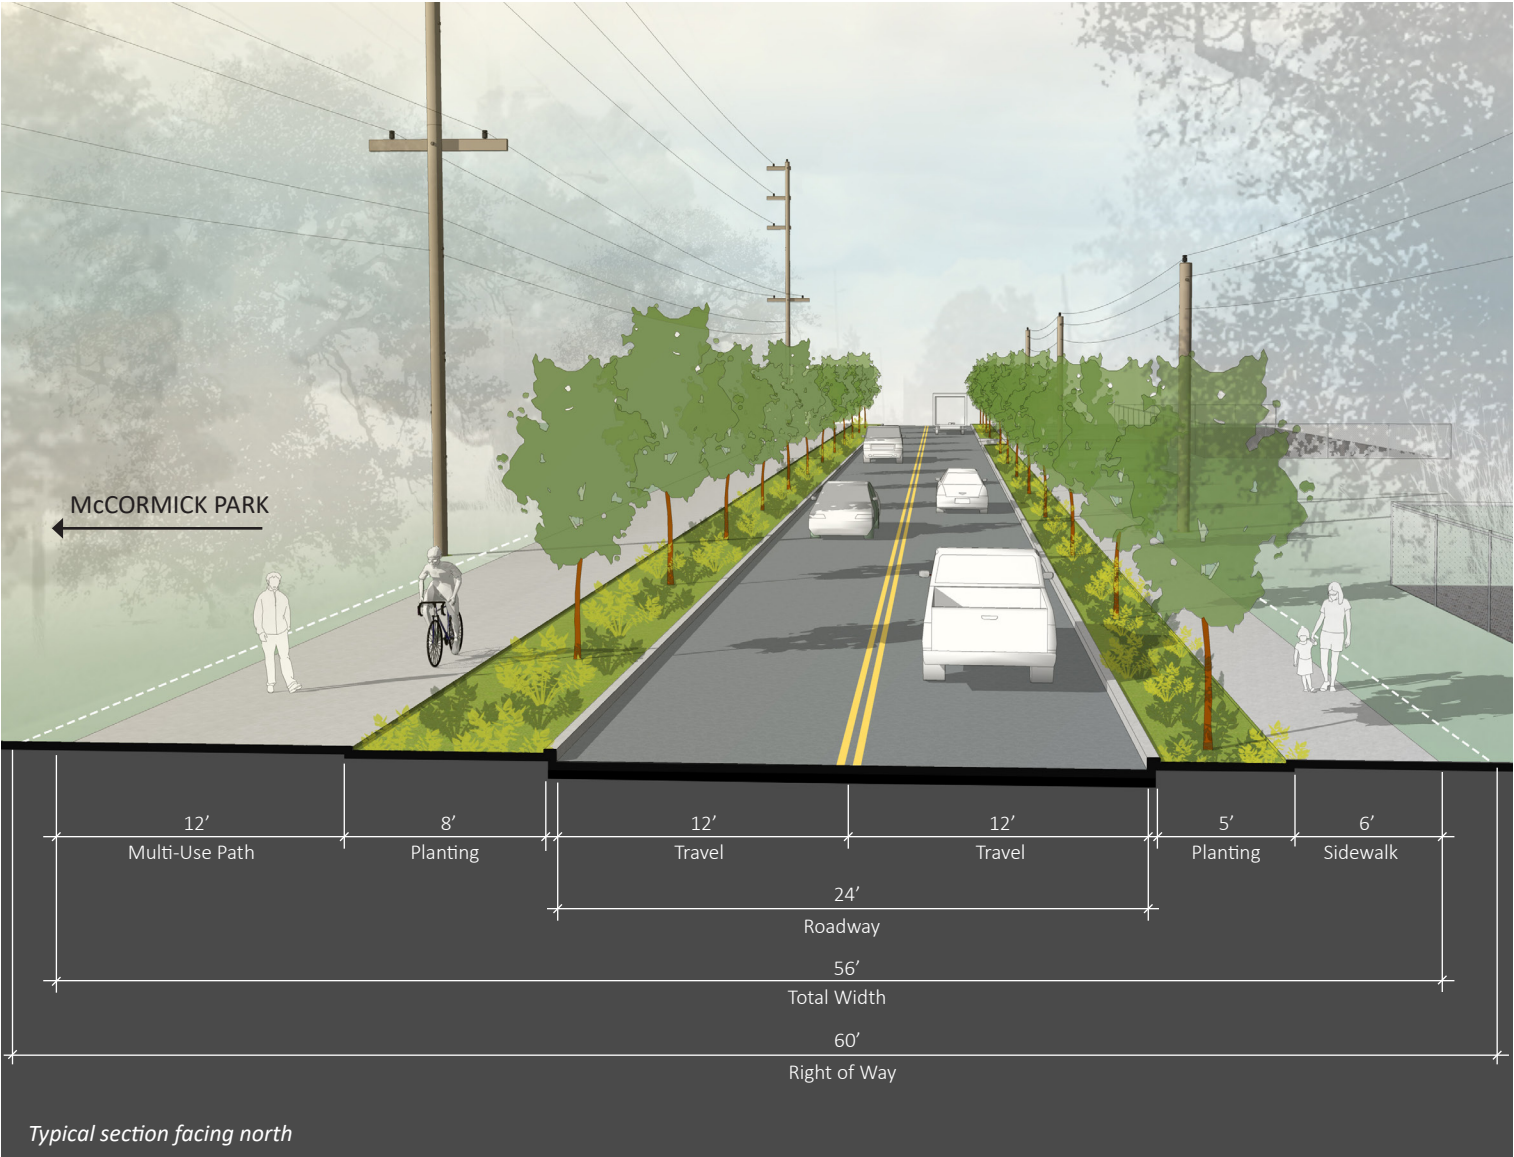 McCORMICK PARK
12’ 8’ 12’ 12’ 5’ 6’
Multi-Use Path Planting Travel Travel Planting Sidewalk
24’
Roadway
56’
Total Width
60’
Right of Way
Typical section facing north